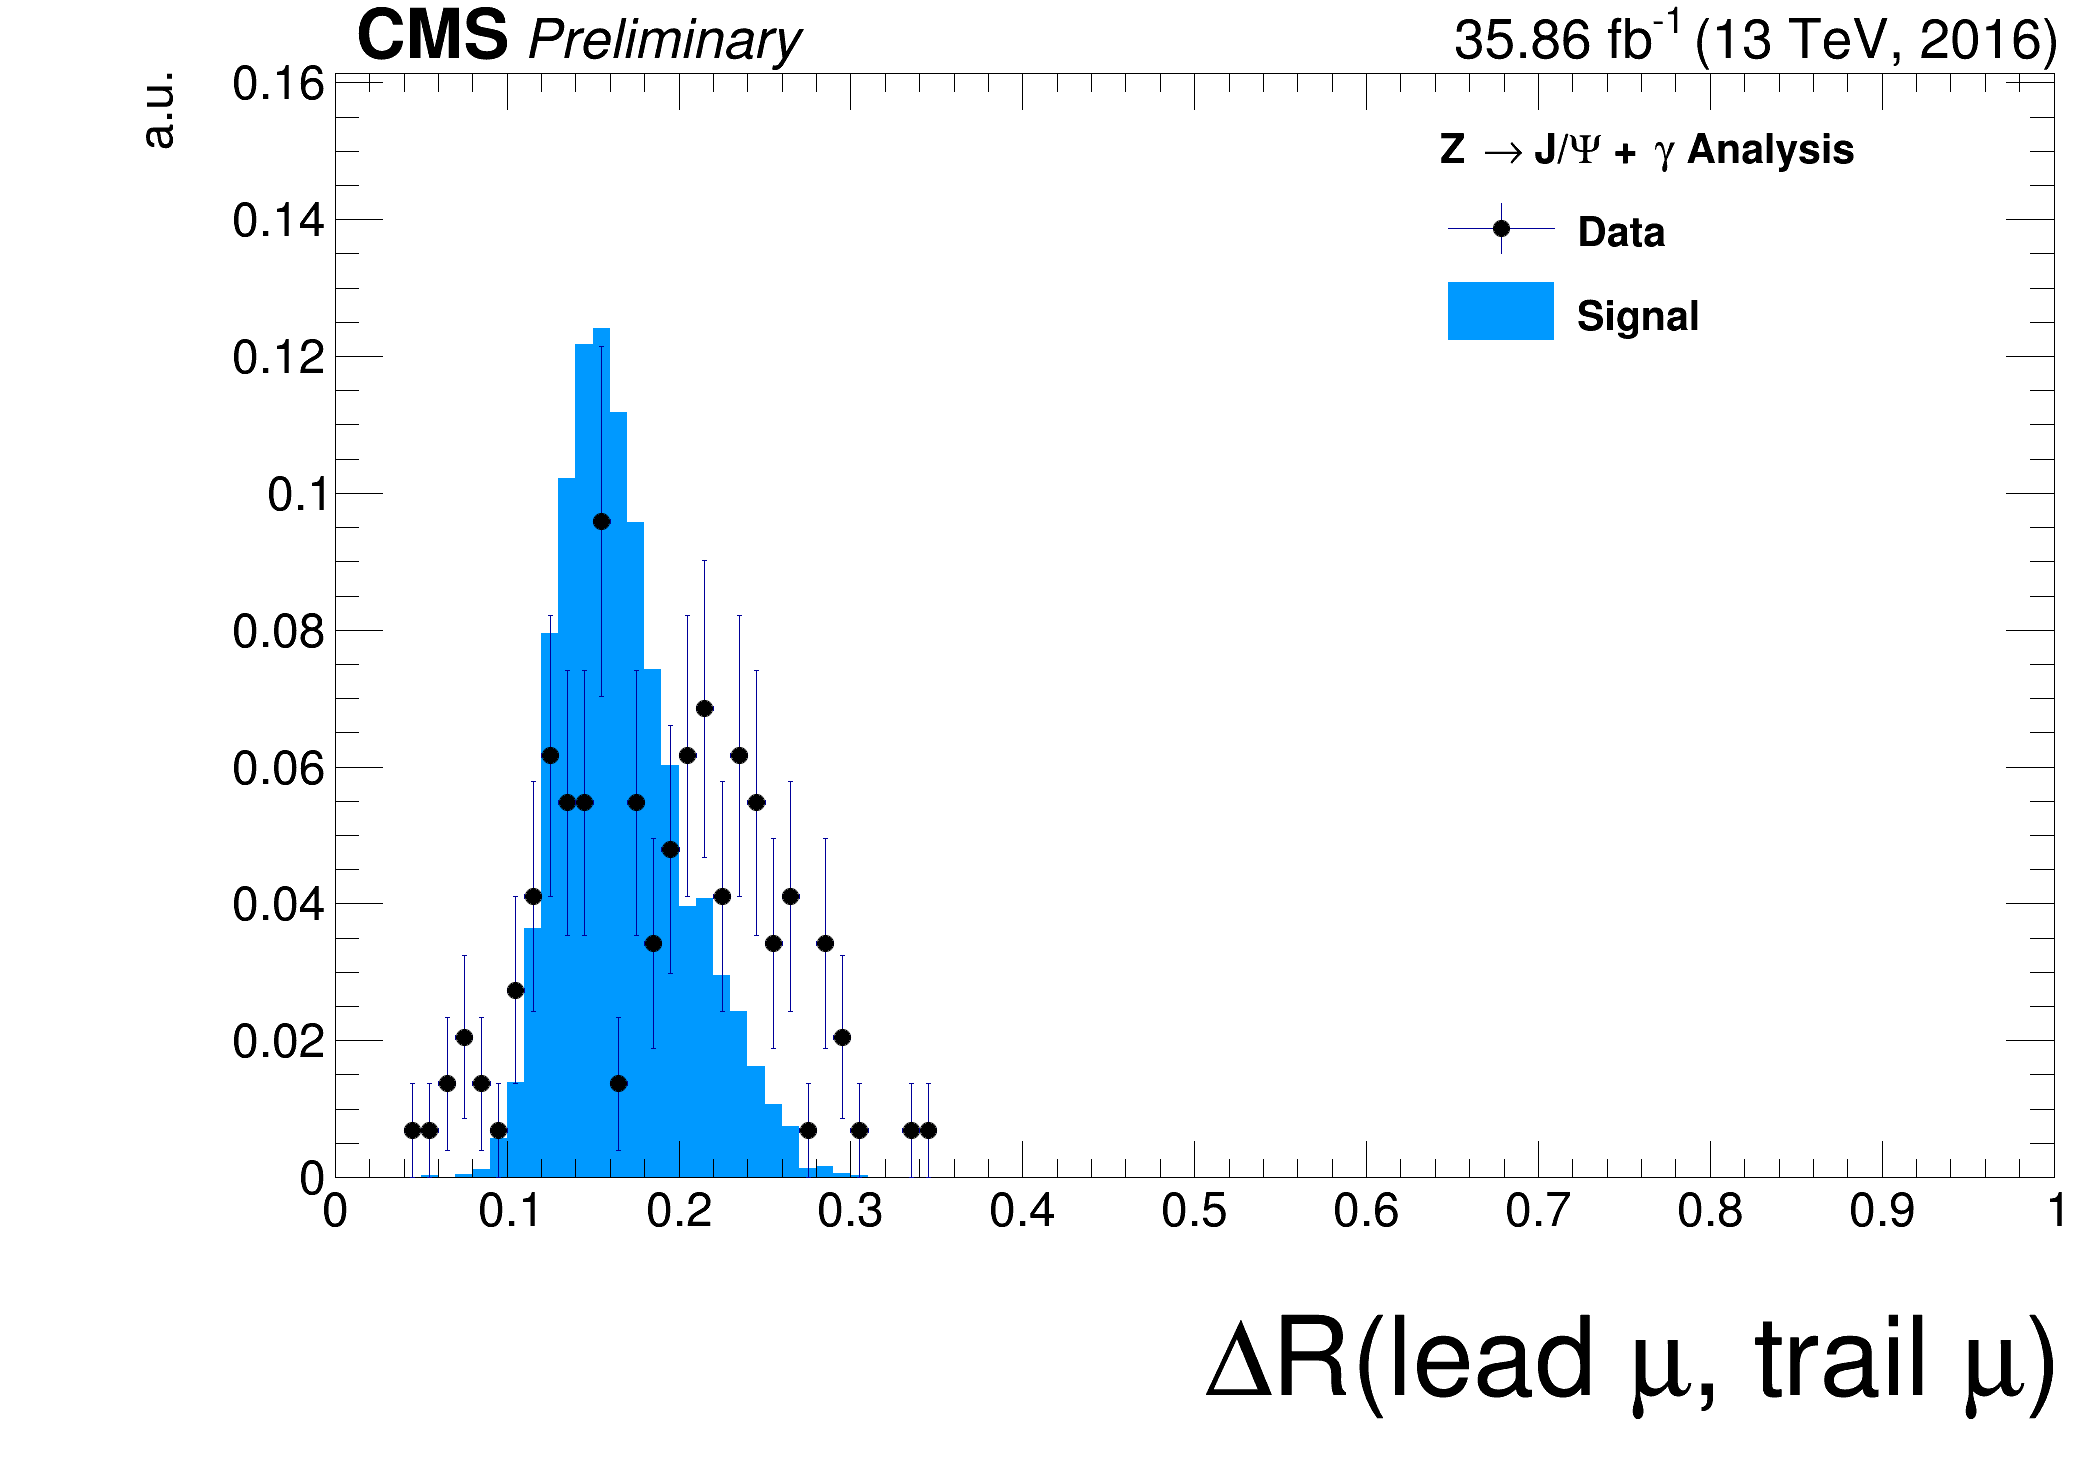 CMS Preliminary 35.86 fb⁻¹ (13 TeV, 2016)
a.u.
0.16
0.14
0.12
0.1
0.08
0.06
0.04
0.02
0
Z → J/Ψ + γ Analysis
Data
Signal
0 0.1 0.2 0.3 0.4 0.5 0.6 0.7 0.8 0.9 1
ΔR(lead μ, trail μ)